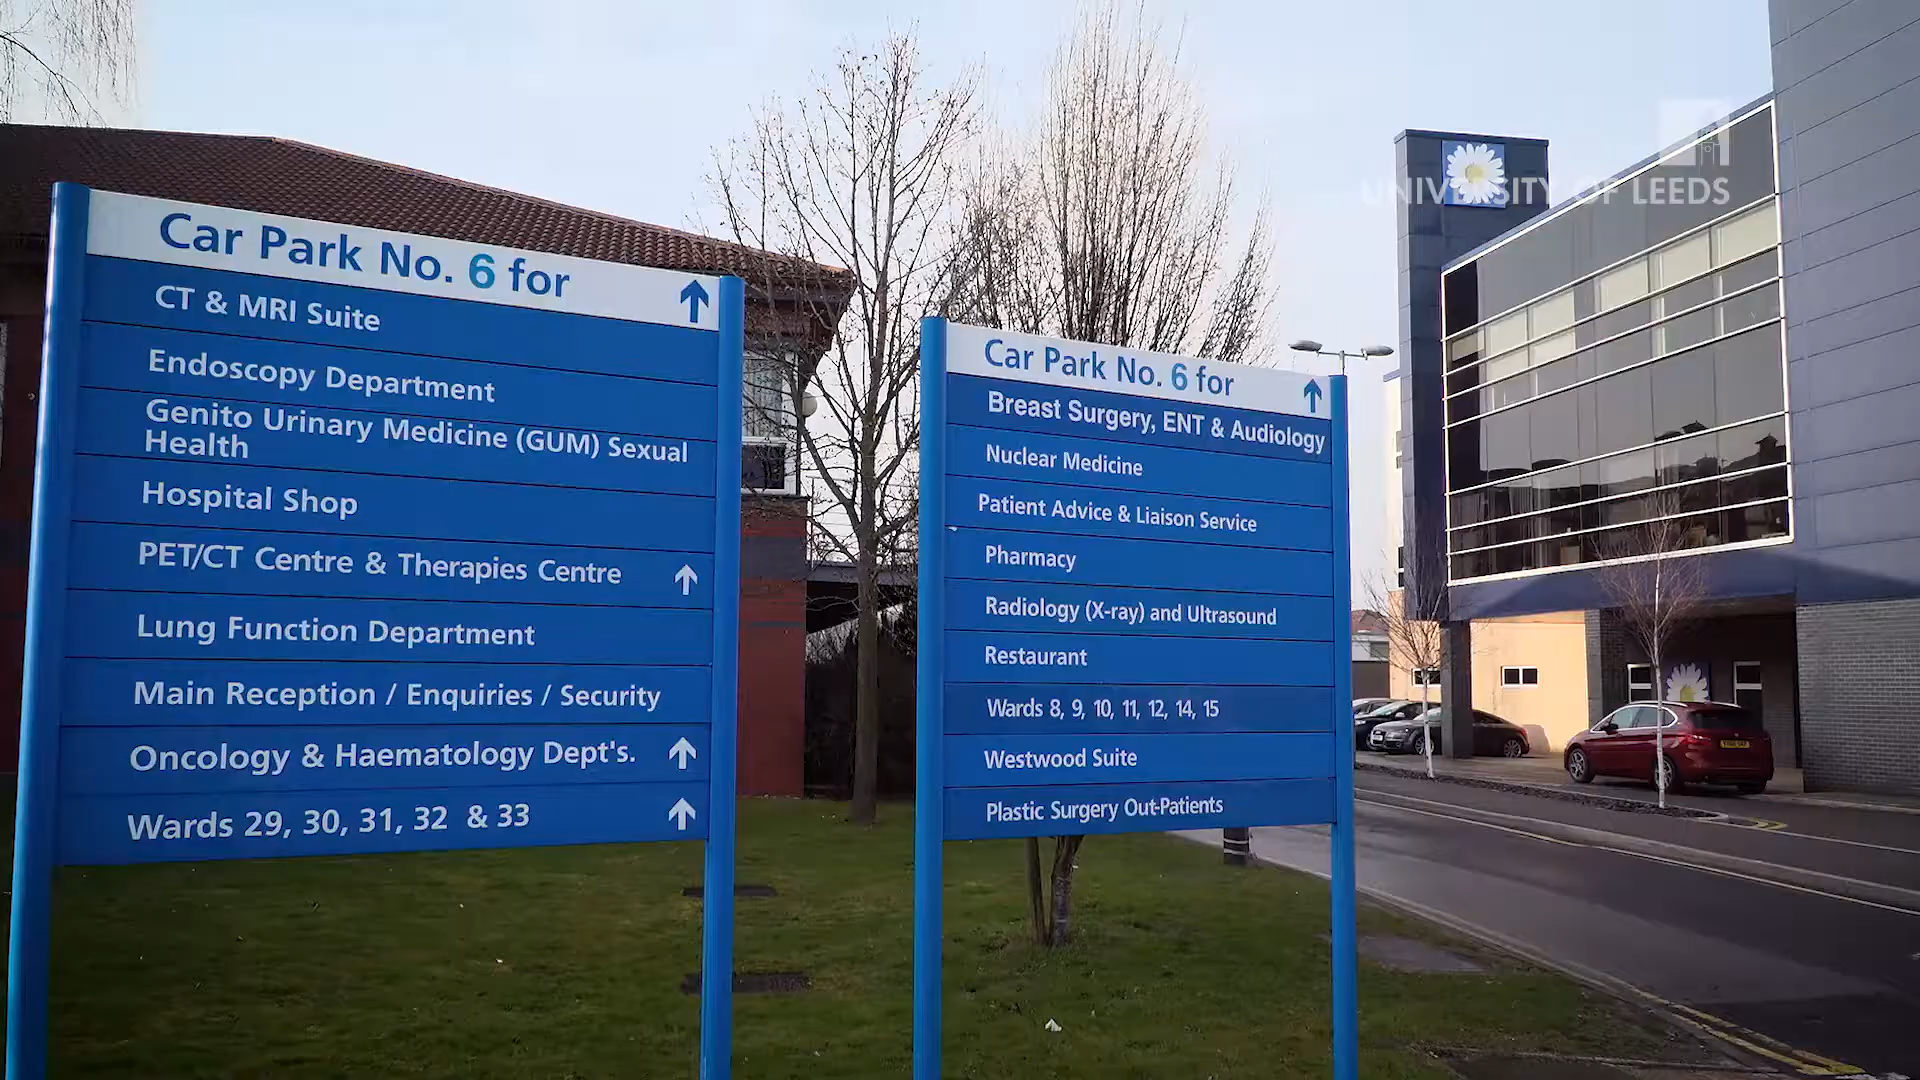 UNIVERSITY OF LEEDS
Car Park No. 6 for
CT & MRI Suite
Endoscopy Department
Genito Urinary Medicine (GUM) Sexual
Health
Hospital Shop
PET/CT Centre & Therapies Centre
Lung Function Department
Main Reception / Enquiries / Security
Oncology & Haematology Dept's.
Wards 29, 30, 31, 32 & 33
Car Park No. 6 for
Breast Surgery, ENT & Audiology
Nuclear Medicine
Patient Advice & Liaison Service
Pharmacy
Radiology (X-ray) and Ultrasound
Restaurant
Wards 8, 9, 10, 11, 12, 14, 15
Westwood Suite
Plastic Surgery Out-Patients